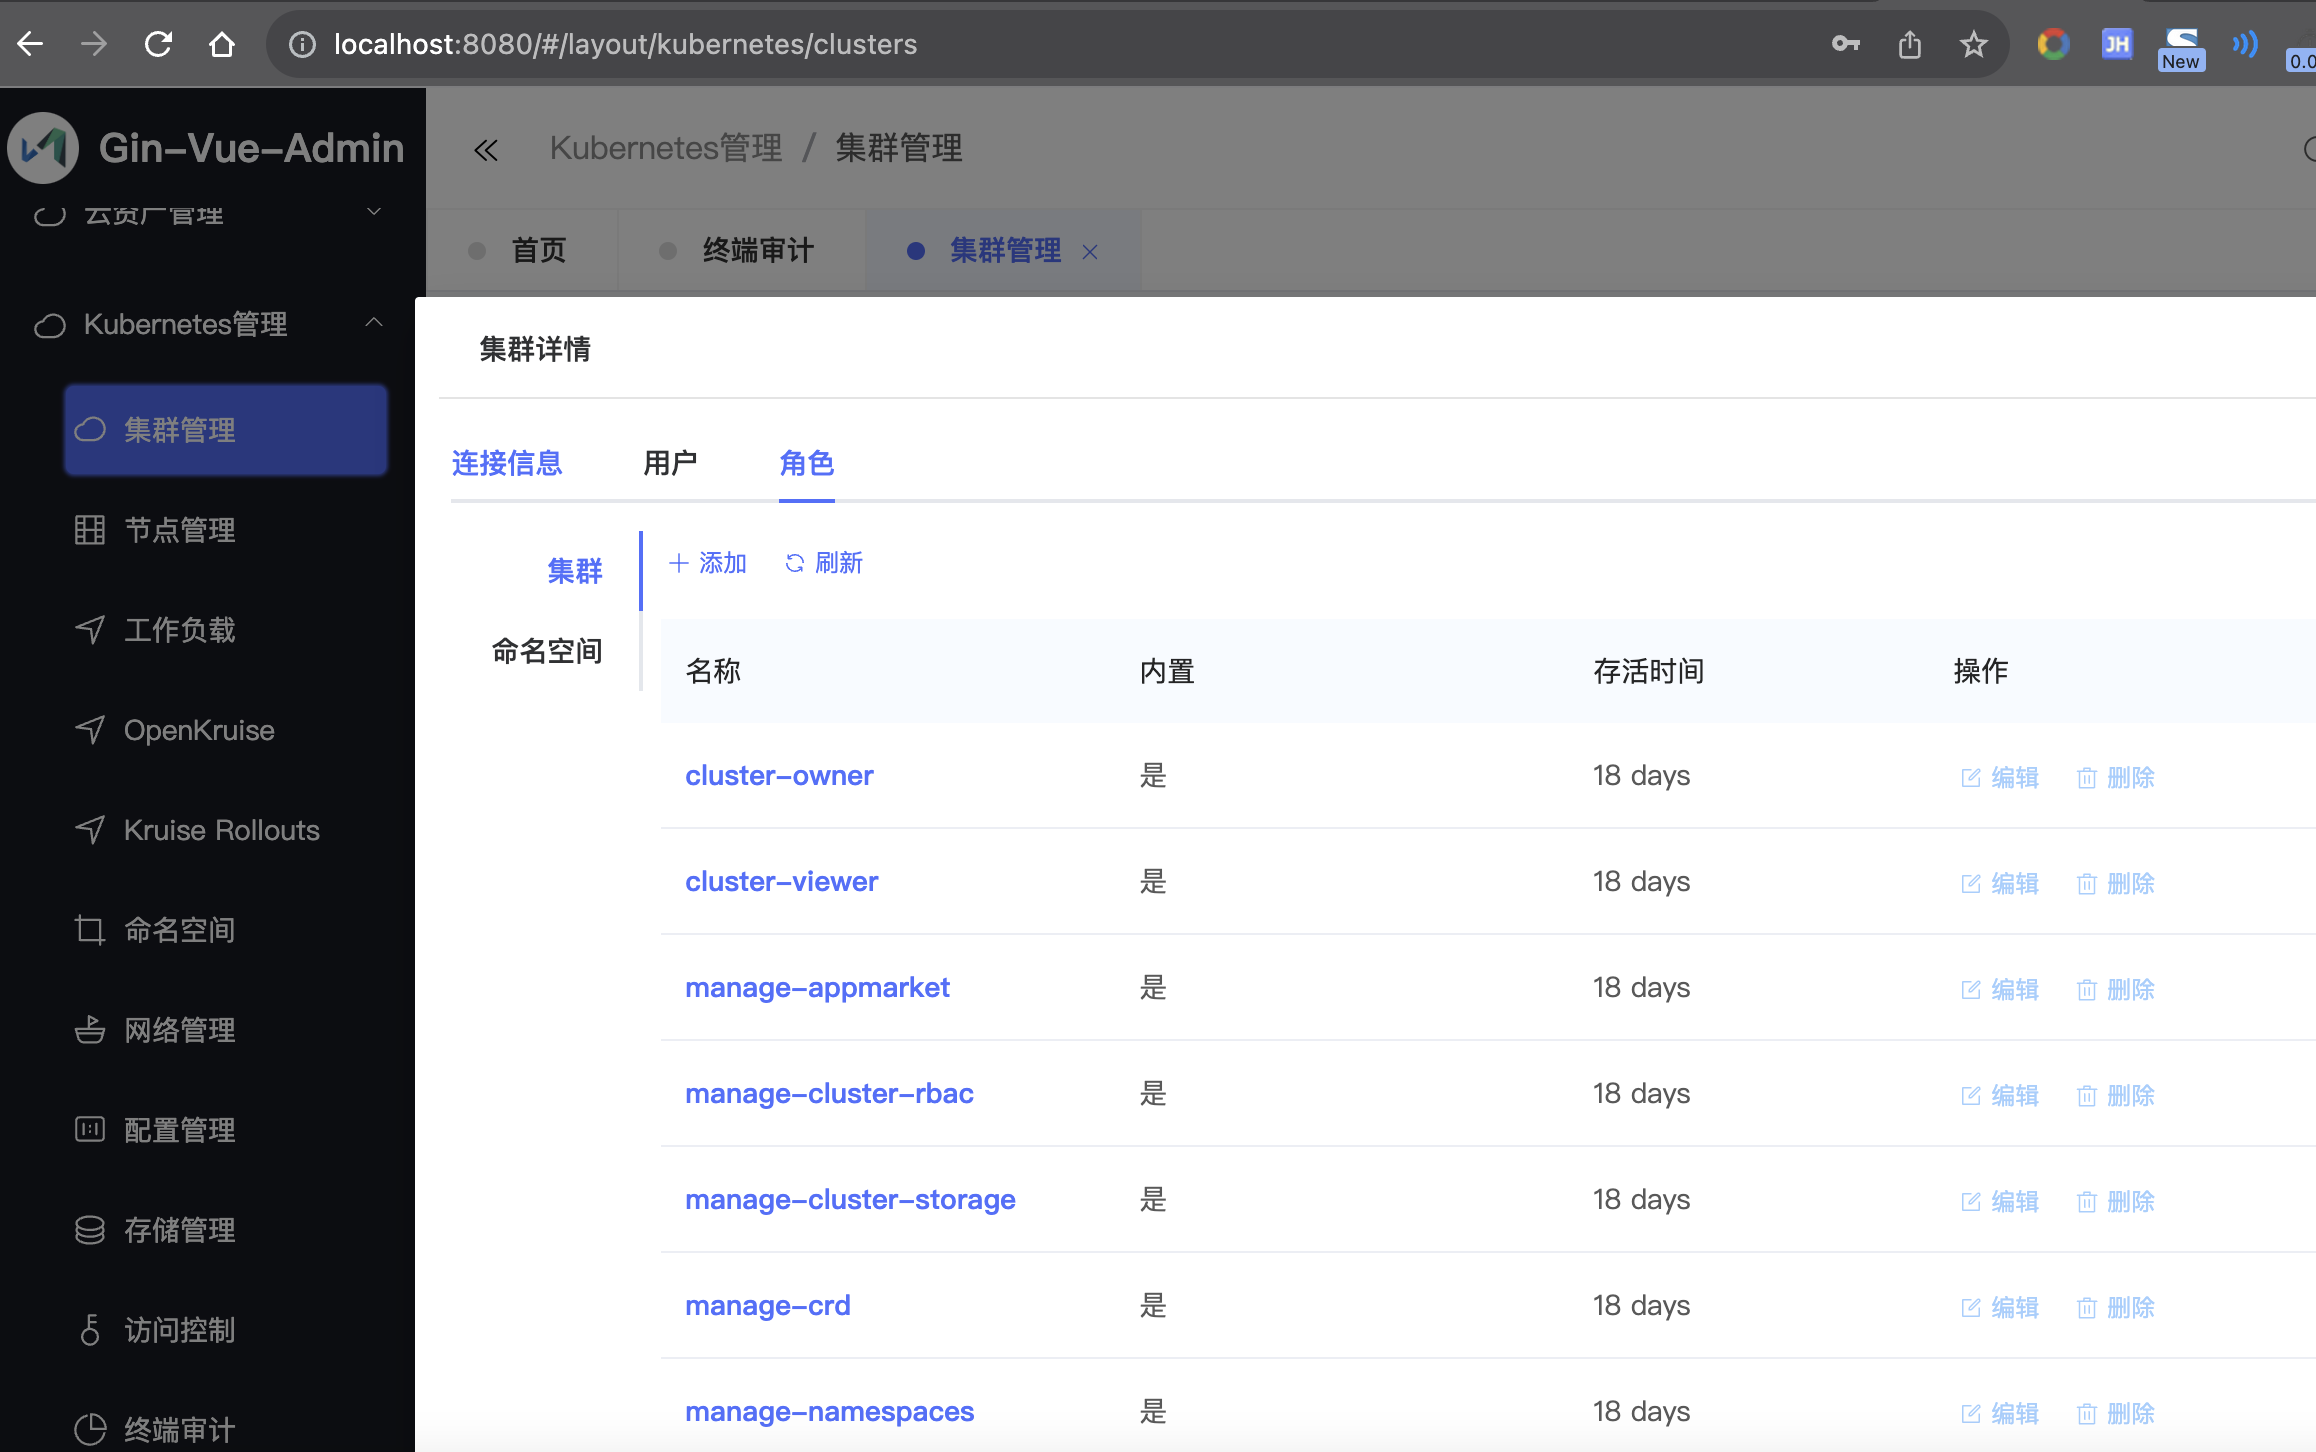 localhost:8080/#/layout/kubernetes/clusters
JH
New
0.0
Gin-Vue-Admin
Kubernetes管理 / 集群管理
云资产管理
首页
终端审计
集群管理
Kubernetes管理
集群管理
节点管理
工作负载
OpenKruise
Kruise Rollouts
命名空间
网络管理
配置管理
存储管理
访问控制
终端审计
集群详情
连接信息 用户 角色
集群
命名空间
添加 刷新
名称 内置 存活时间 操作
cluster-owner 是 18 days 编辑 删除
cluster-viewer 是 18 days 编辑 删除
manage-appmarket 是 18 days 编辑 删除
manage-cluster-rbac 是 18 days 编辑 删除
manage-cluster-storage 是 18 days 编辑 删除
manage-crd 是 18 days 编辑 删除
manage-namespaces 是 18 days 编辑 删除